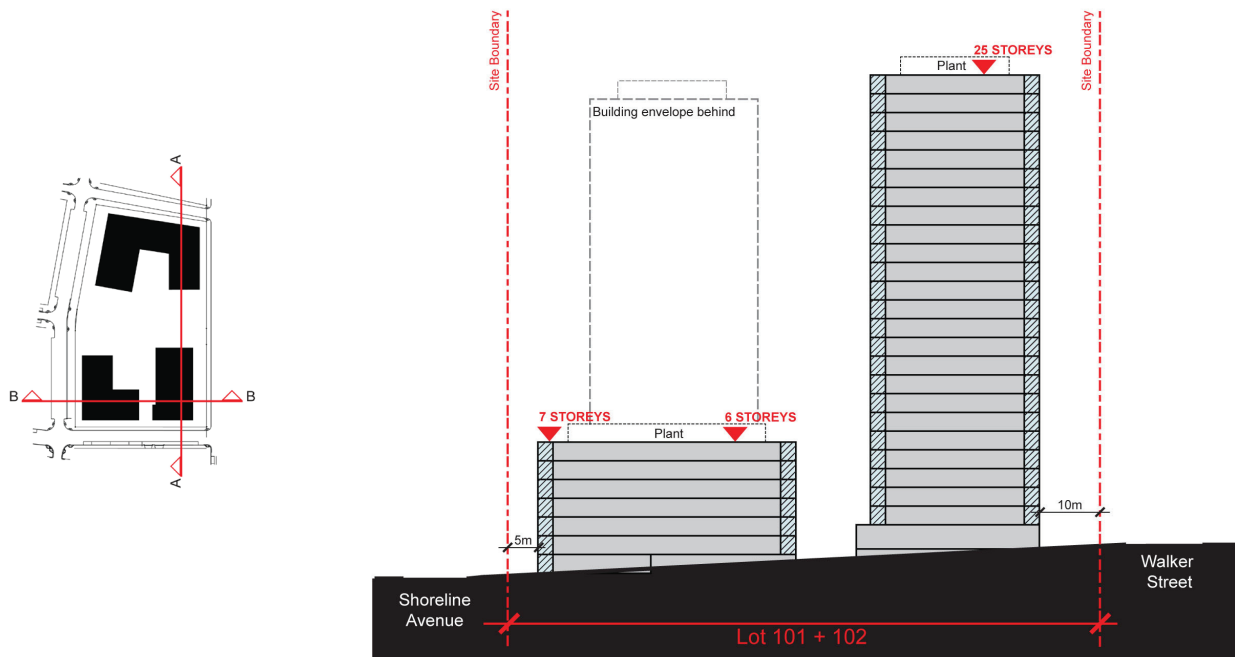 A
B
B
A
Site Boundary
Site Boundary
25 STOREYS
Plant
Building envelope behind
7 STOREYS
6 STOREYS
Plant
10m
5m
Walker
Street
Shoreline
Avenue
Lot 101 + 102